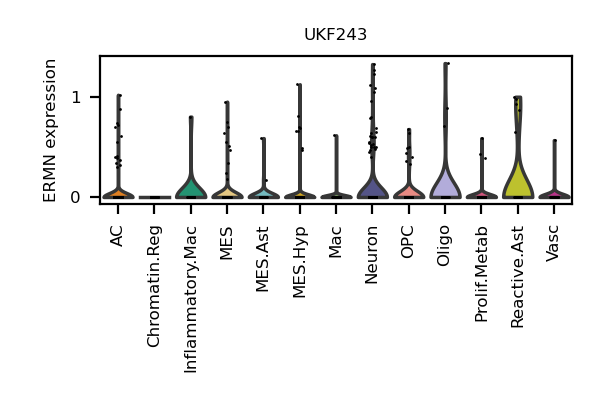 UKF243
ERMN expression
1
0
AC
Chromatin.Reg
Inflammatory.Mac
MES
MES.Ast
MES.Hyp
Mac
Neuron
OPC
Oligo
Prolif.Metab
Reactive.Ast
Vasc